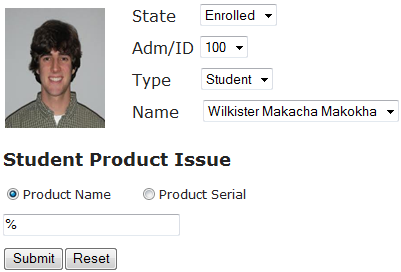 State Enrolled
Adm/ID 100
Type Student
Name Wilkister Makacha Makokha
Student Product Issue
Product Name Product Serial
%
Submit Reset